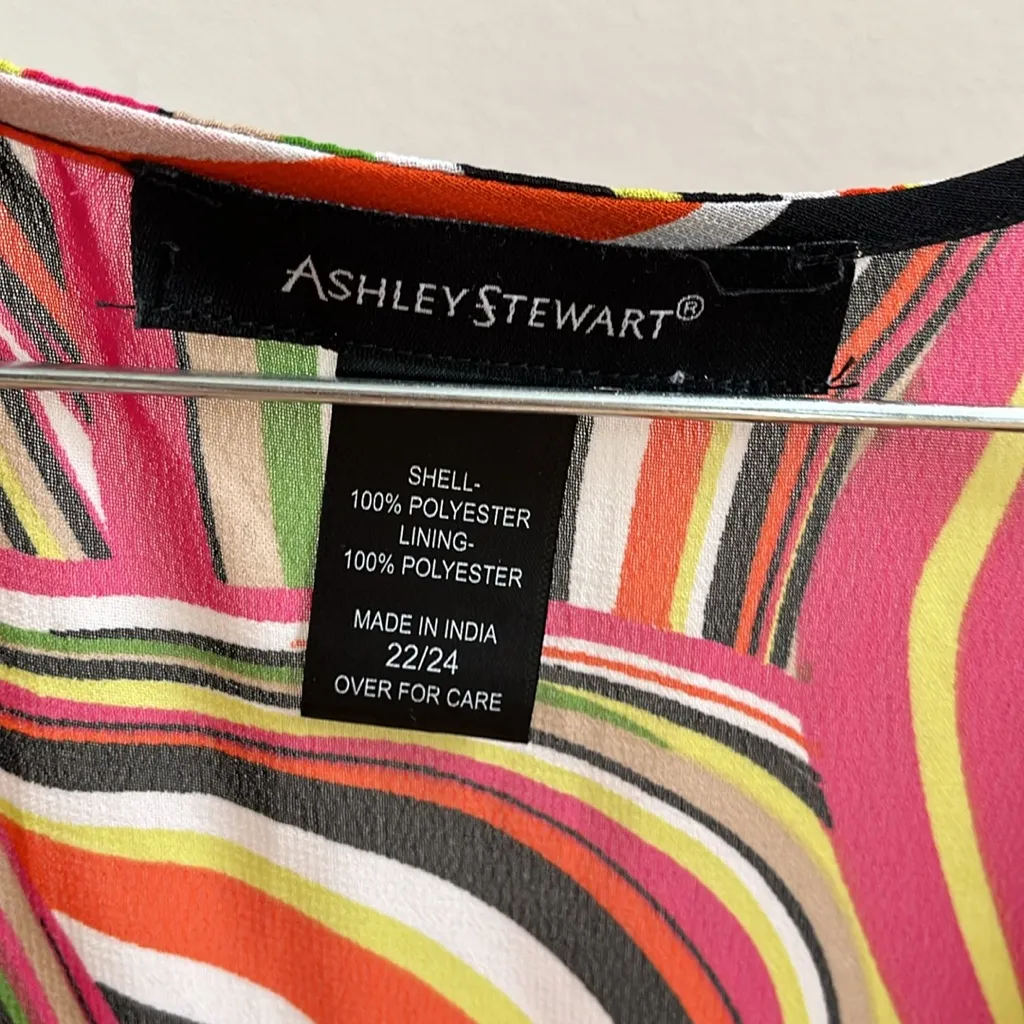 ASHLEY STEWART®
SHELL-
100% POLYESTER
LINING-
100% POLYESTER
MADE IN INDIA
22/24
OVER FOR CARE